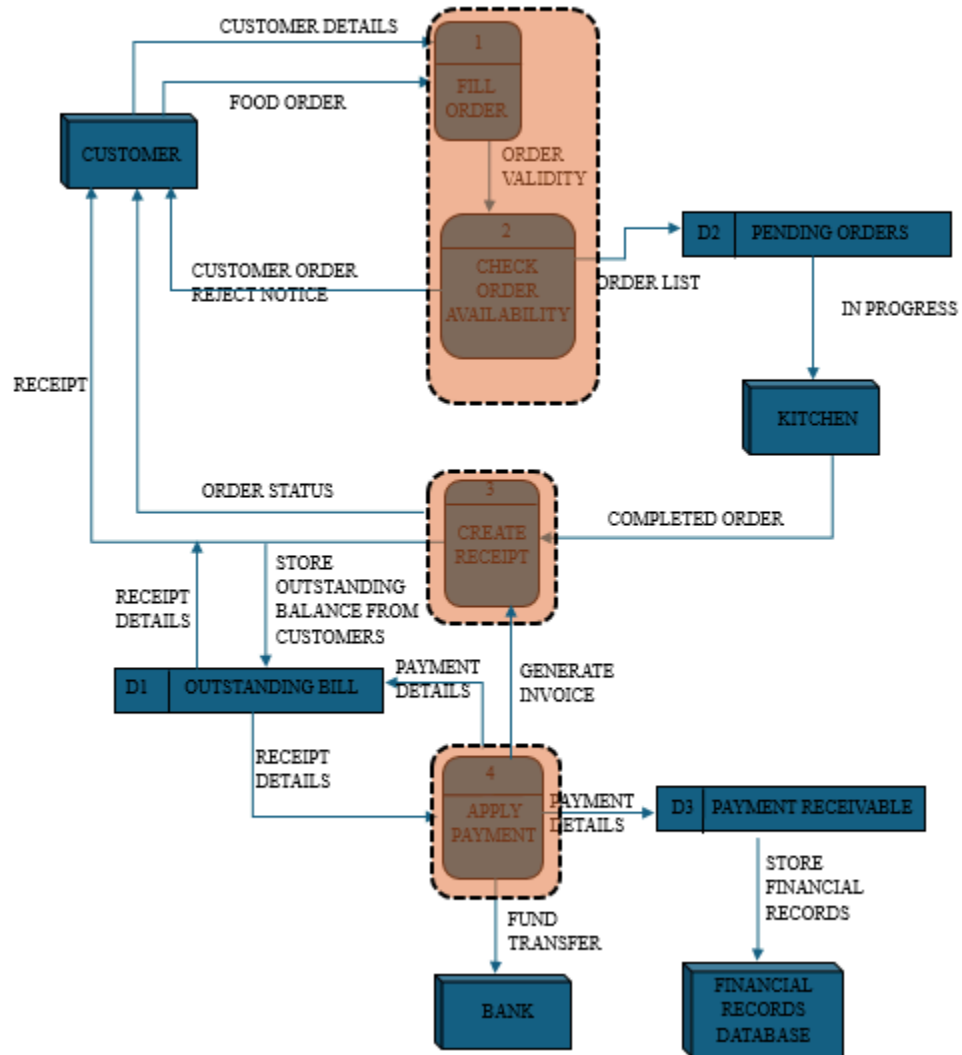 CUSTOMER DETAILS
1
FILL
ORDER
FOOD ORDER
CUSTOMER
ORDER
VALIDITY
2
CHECK
ORDER
AVAILABILITY
D2
PENDING ORDERS
CUSTOMER ORDER
REJECT NOTICE
ORDER LIST
IN PROGRESS
RECEIPT
KITCHEN
ORDER STATUS
3
CREATE
RECEIPT
COMPLETED ORDER
STORE
OUTSTANDING
BALANCE FROM
CUSTOMERS
RECEIPT
DETAILS
PAYMENT
DETAILS
GENERATE
INVOICE
D1
OUTSTANDING BILL
RECEIPT
DETAILS
4
APPLY
PAYMENT
PAYMENT
DETAILS
D3
PAYMENT RECEIVABLE
STORE
FINANCIAL
RECORDS
FUND
TRANSFER
BANK
FINANCIAL
RECORDS
DATABASE